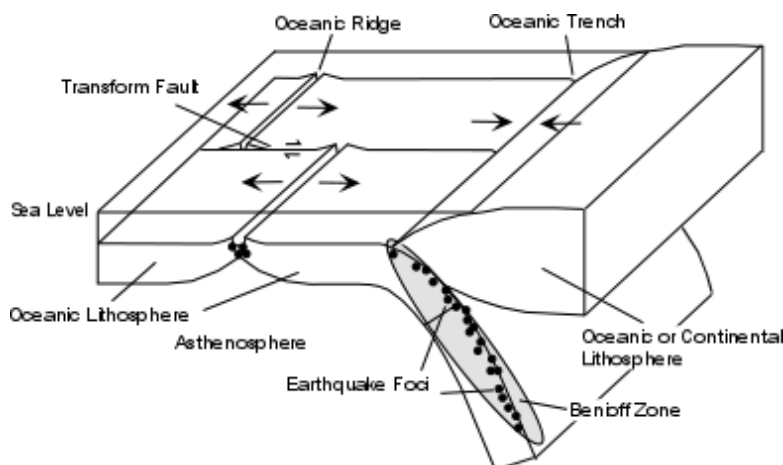 Oceanic Ridge
Oceanic Trench
Transform Fault
Sea Level
Oceanic Lithosphere
Asthenosphere
Oceanic or Continental
Lithosphere
Earthquake Foci
Benioff Zone